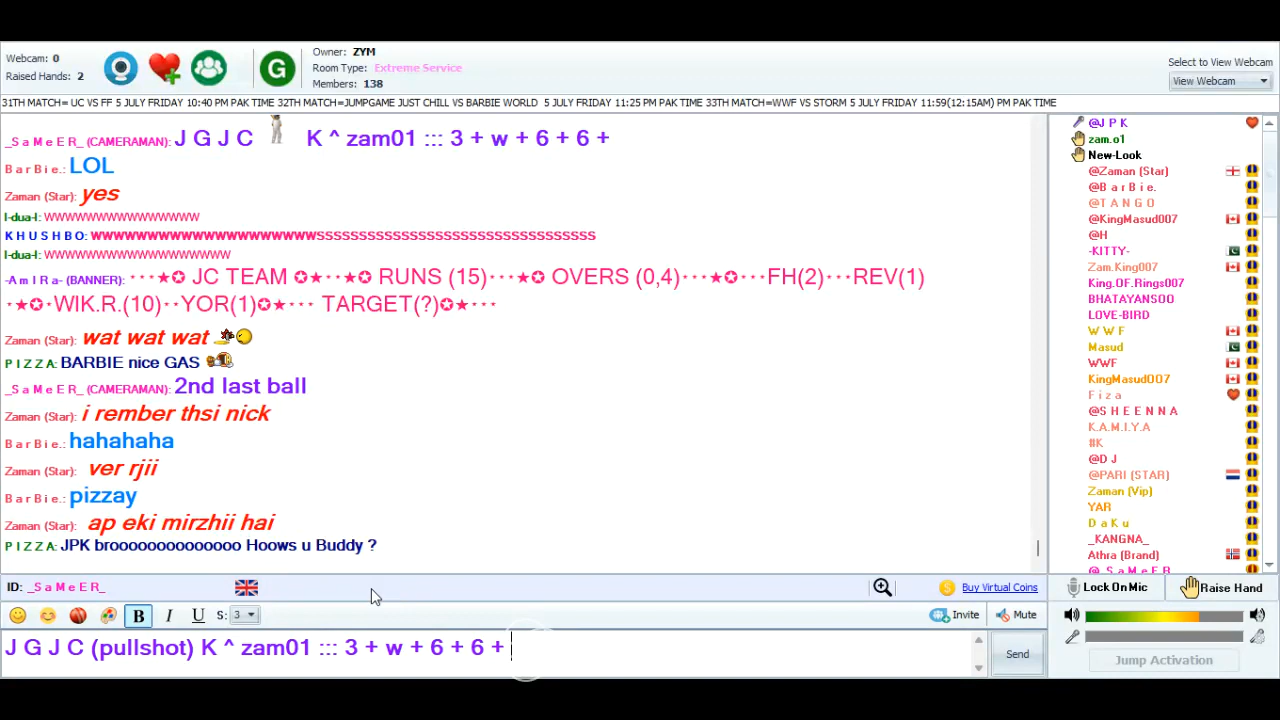 Webcam: 0
Raised Hands: 2
G
Owner: ZYM
Room Type: Extreme Service
Members: 138
Select to View Webcam
View Webcam
31TH MATCH= UC VS FF 5 JULY FRIDAY 10:40 PM PAK TIME 32TH MATCH=JUMPGAME JUST CHILL VS BARBIE WORLD 5 JULY FRIDAY 11:25 PM PAK TIME 33TH MATCH=WWF VS STORM 5 JULY FRIDAY 11:59(12:15AM) PM PAK TIME
_S a M e E R_ (CAMERAMAN): J G J C K ^ zam01 ::: 3 + w + 6 + 6 +
B a r B i e.: LOL
Zaman (Star): yes
I-dua-I: WWWWWWWWWWWWWWWW
K H U S H B O: WWWWWWWWWWWWWWWWWWWWWSSSSSSSSSSSSSSSSSSSSSSSSSSSSSSSSS
I-dua-I: WWWWWWWWWWWWWWWWWWW
-A m I R a- (BANNER): ···★✪ JC TEAM ✪★··★✪ RUNS (15)···★✪ OVERS (0,4)···★✪···FH(2)···REV(1)
·★✪·WIK.R.(10)··YOR(1)✪★··· TARGET(?)✪★···
Zaman (Star): wat wat wat
P I Z Z A: BARBIE nice GAS
_S a M e E R_ (CAMERAMAN): 2nd last ball
Zaman (Star): i rember thsi nick
B a r B i e.: hahahaha
Zaman (Star): ver rjii
B a r B i e.: pizzay
Zaman (Star): ap eki mirzhii hai
P I Z Z A: JPK broooooooooooooo Hoows u Buddy ?
@J P K
zam.o1
New-Look
@Zaman (Star)
@B a r B i e.
@T A N G O
@KingMasud007
@H
-KITTY-
Zam.King007
King.OF.Rings007
BHATAYANSOO
LOVE-BIRD
W W F
Masud
WWF
KingMasud007
F i z a
@S H E E N N A
K.A.M.I.Y.A
#K
@D J
@PARI (STAR)
Zaman (Vip)
YAR
D a K u
_KANGNA_
Athra (Brand)
@_S a M e E R_
ID: _S a M e E R_
Buy Virtual Coins
Lock On Mic
Raise Hand
B I U S: 3
Invite
Mute
J G J C (pullshot) K ^ zam01 ::: 3 + w + 6 + 6 +
Send
Jump Activation